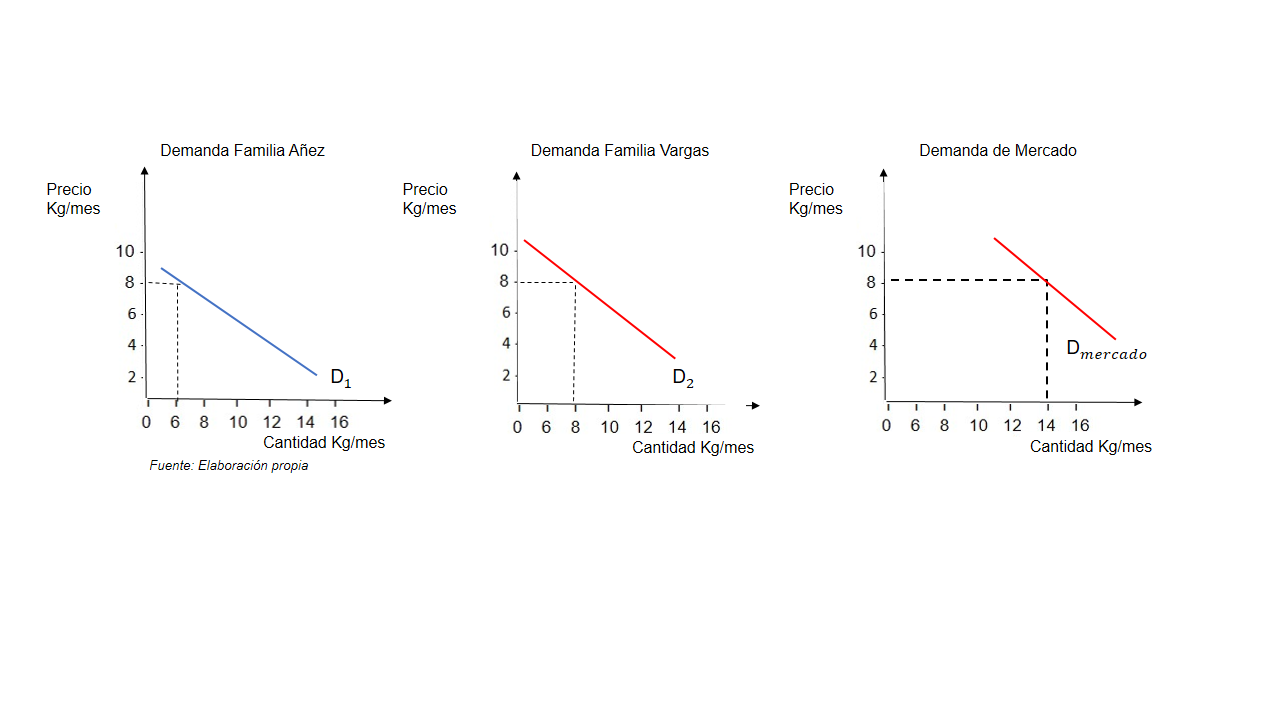 Demanda Familia Añez
Precio
Kg/mes
10
8
6
4
2
D1
0 6 8 10 12 14 16
Cantidad Kg/mes
Fuente: Elaboración propia
Demanda Familia Vargas
Precio
Kg/mes
10
8
6
4
2
D2
0 6 8 10 12 14 16
Cantidad Kg/mes
Demanda de Mercado
Precio
Kg/mes
10
8
6
4
2
Dmercado
0 6 8 10 12 14 16
Cantidad Kg/mes